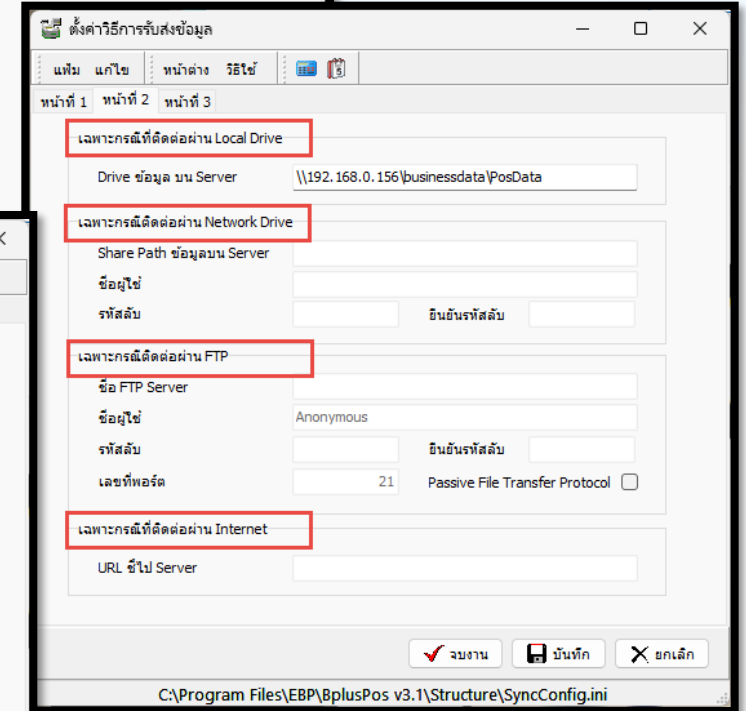 ตั้งค่าวิธีการรับส่งข้อมูล
แฟ้ม แก้ไข หน้าต่าง วิธีใช้
หน้าที่ 1 หน้าที่ 2 หน้าที่ 3
เฉพาะกรณีที่ติดต่อผ่าน Local Drive
Drive ข้อมูล บน Server \\192.168.0.156\businessdata\PosData
เฉพาะกรณีติดต่อผ่าน Network Drive
Share Path ข้อมูลบน Server
ชื่อผู้ใช้
รหัสลับ ยืนยันรหัสลับ
เฉพาะกรณีติดต่อผ่าน FTP
ชื่อ FTP Server
ชื่อผู้ใช้ Anonymous
รหัสลับ ยืนยันรหัสลับ
เลขที่พอร์ต 21 Passive File Transfer Protocol
เฉพาะกรณีที่ติดต่อผ่าน Internet
URL ชี้ไป Server
จบงาน บันทึก ยกเลิก
C:\Program Files\EBP\BplusPos v3.1\Structure\SyncConfig.ini